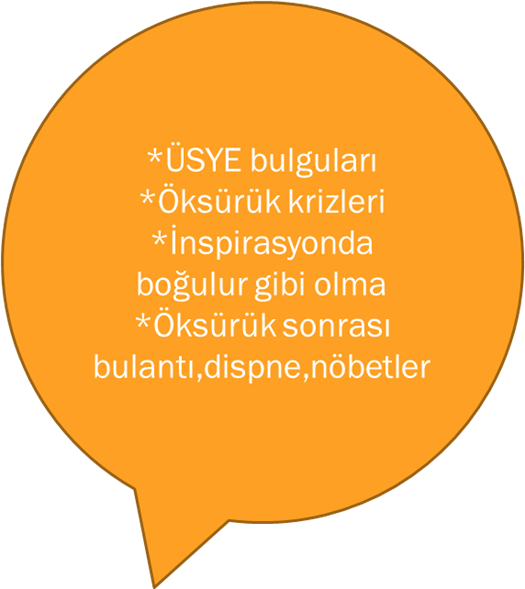 *ÜSYE bulguları
*Öksürük krizleri
*İnspirasyonda
boğulur gibi olma
*Öksürük sonrası
bulantı,dispne,nöbetler